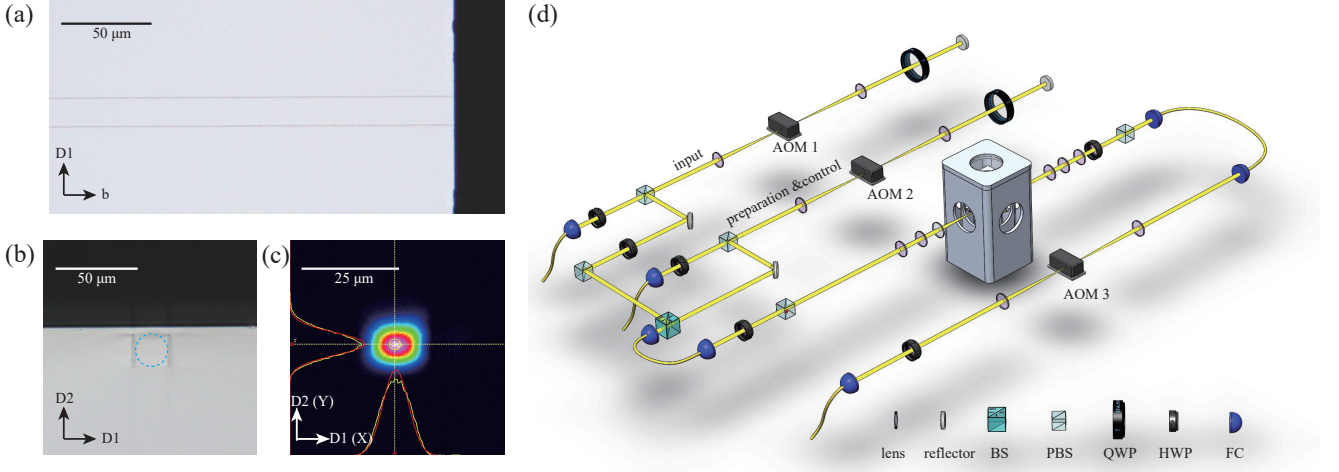 (a)
50 μm
D1
b
(b)
50 μm
D2
D1
(c)
25 μm
D2 (Y)
D1 (X)
(d)
input
AOM 1
preparation &control
AOM 2
AOM 3
lens
reflector
BS
PBS
QWP
HWP
FC